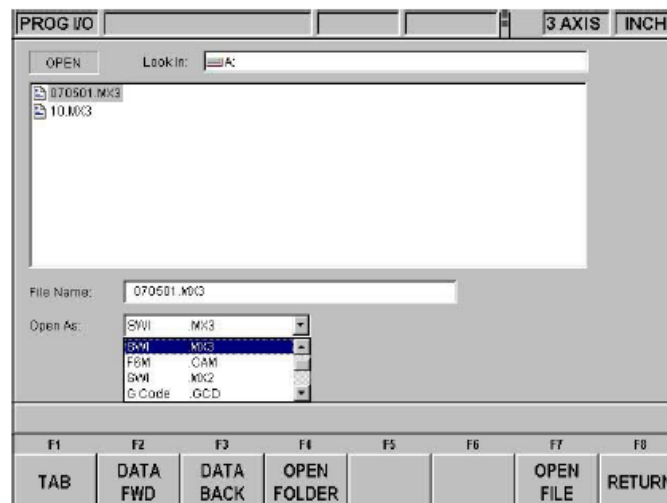 PROG I/O 3 AXIS INCH
OPEN Look In: A:
070501.MX3
10.MX3
File Name: 070501.MX3
Open As: SWI .MX3
SWI .MX3
F6M .CAM
SWI .MX2
G Code .GCD
F1 F2 F3 F4 F5 F6 F7 F8
TAB DATA FWD DATA BACK OPEN FOLDER OPEN FILE RETURN